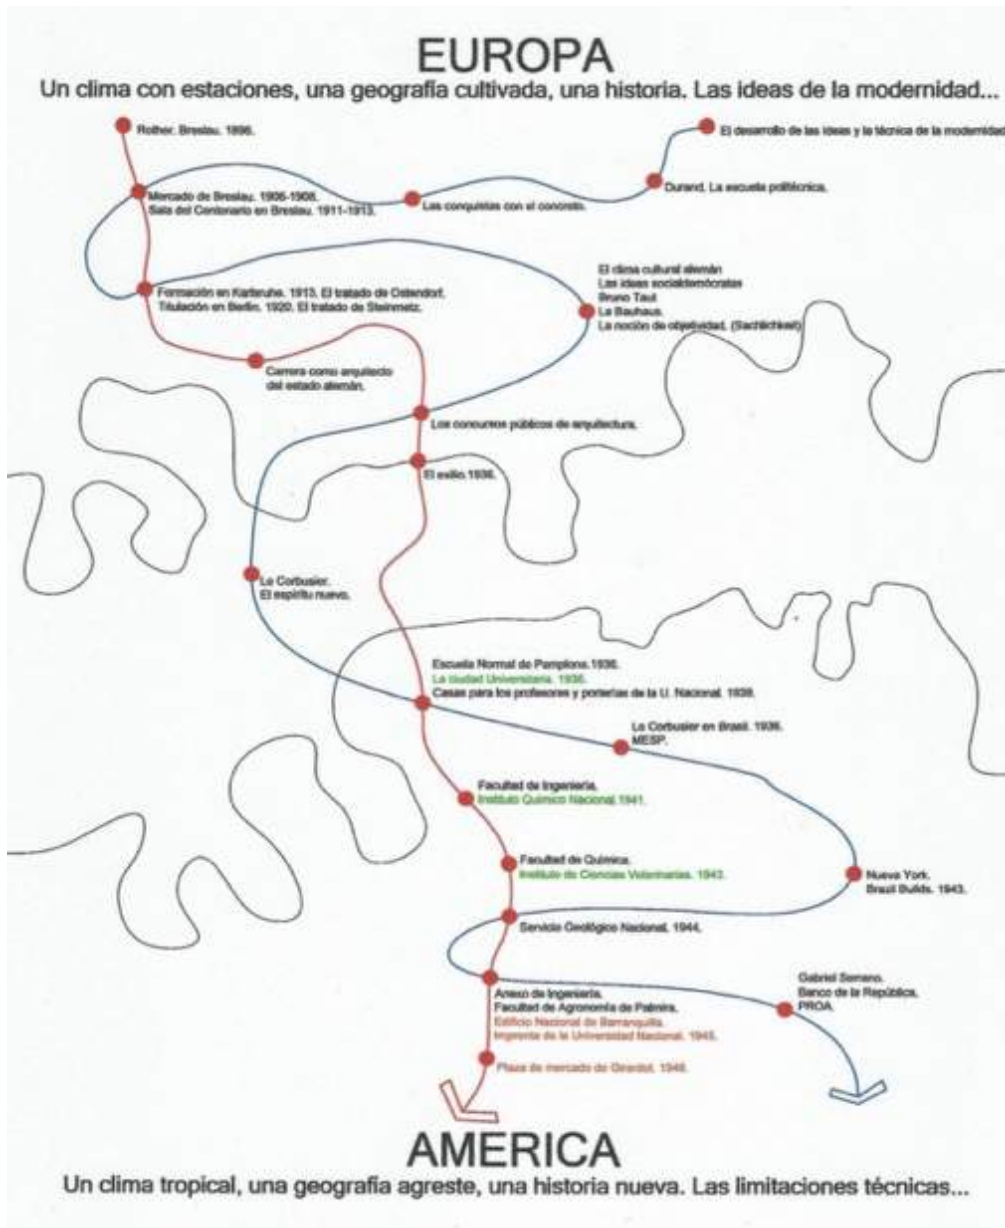 EUROPA
Un clima con estaciones, una geografía cultivada, una historia. Las ideas de la modernidad...
Rother. Breslau. 1896.
El desarrollo de las ideas y la técnica de la modernidad
Mercado de Breslau. 1906-1908.
Sala del Centenario en Breslau. 1911-1913.
Las conquistas con el concreto.
Durand. La escuela politécnica.
Formación en Karlsruhe. 1913. El tratado de Ostendorf.
Titulación en Berlín. 1920. El tratado de Steinmetz.
El clima cultural alemán
Las ideas socialdemócratas
Bruno Taut
La Bauhaus.
La noción de objetividad. (Sachlichkeit)
Carrera como arquitecto
del estado alemán.
Los concursos públicos de arquitectura.
El exilio.1936.
Le Corbusier.
El espíritu nuevo.
Escuela Normal de Pamplona.1936.
La ciudad Universitaria. 1936.
Casas para los profesores y porterías de la U. Nacional. 1939.
Le Corbusier en Brasil. 1936.
MESP.
Facultad de Ingeniería.
Instituto Químico Nacional.1941.
Facultad de Química.
Instituto de Ciencias Veterinarias. 1943.
Nueva York.
Brazil Builds. 1943.
Servicio Geológico Nacional. 1944.
Gabriel Serrano.
Banco de la República.
PROA.
Anexo de Ingeniería.
Facultad de Agronomía de Palmira.
Edificio Nacional de Barranquilla.
Imprenta de la Universidad Nacional. 1945.
Plaza de mercado de Girardot. 1946.
AMERICA
Un clima tropical, una geografía agreste, una historia nueva. Las limitaciones técnicas...